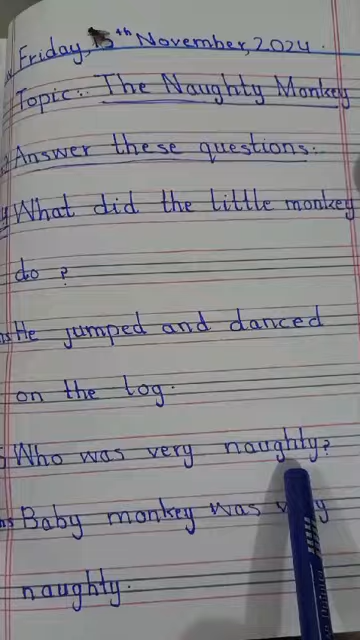 Friday, 15th November, 2024.
Topic:- The Naughty Monkey
Answer these questions:-
What did the little monkey
do ?
He jumped and danced
on the log.
Who was very naughty?
Baby monkey was very
naughty.